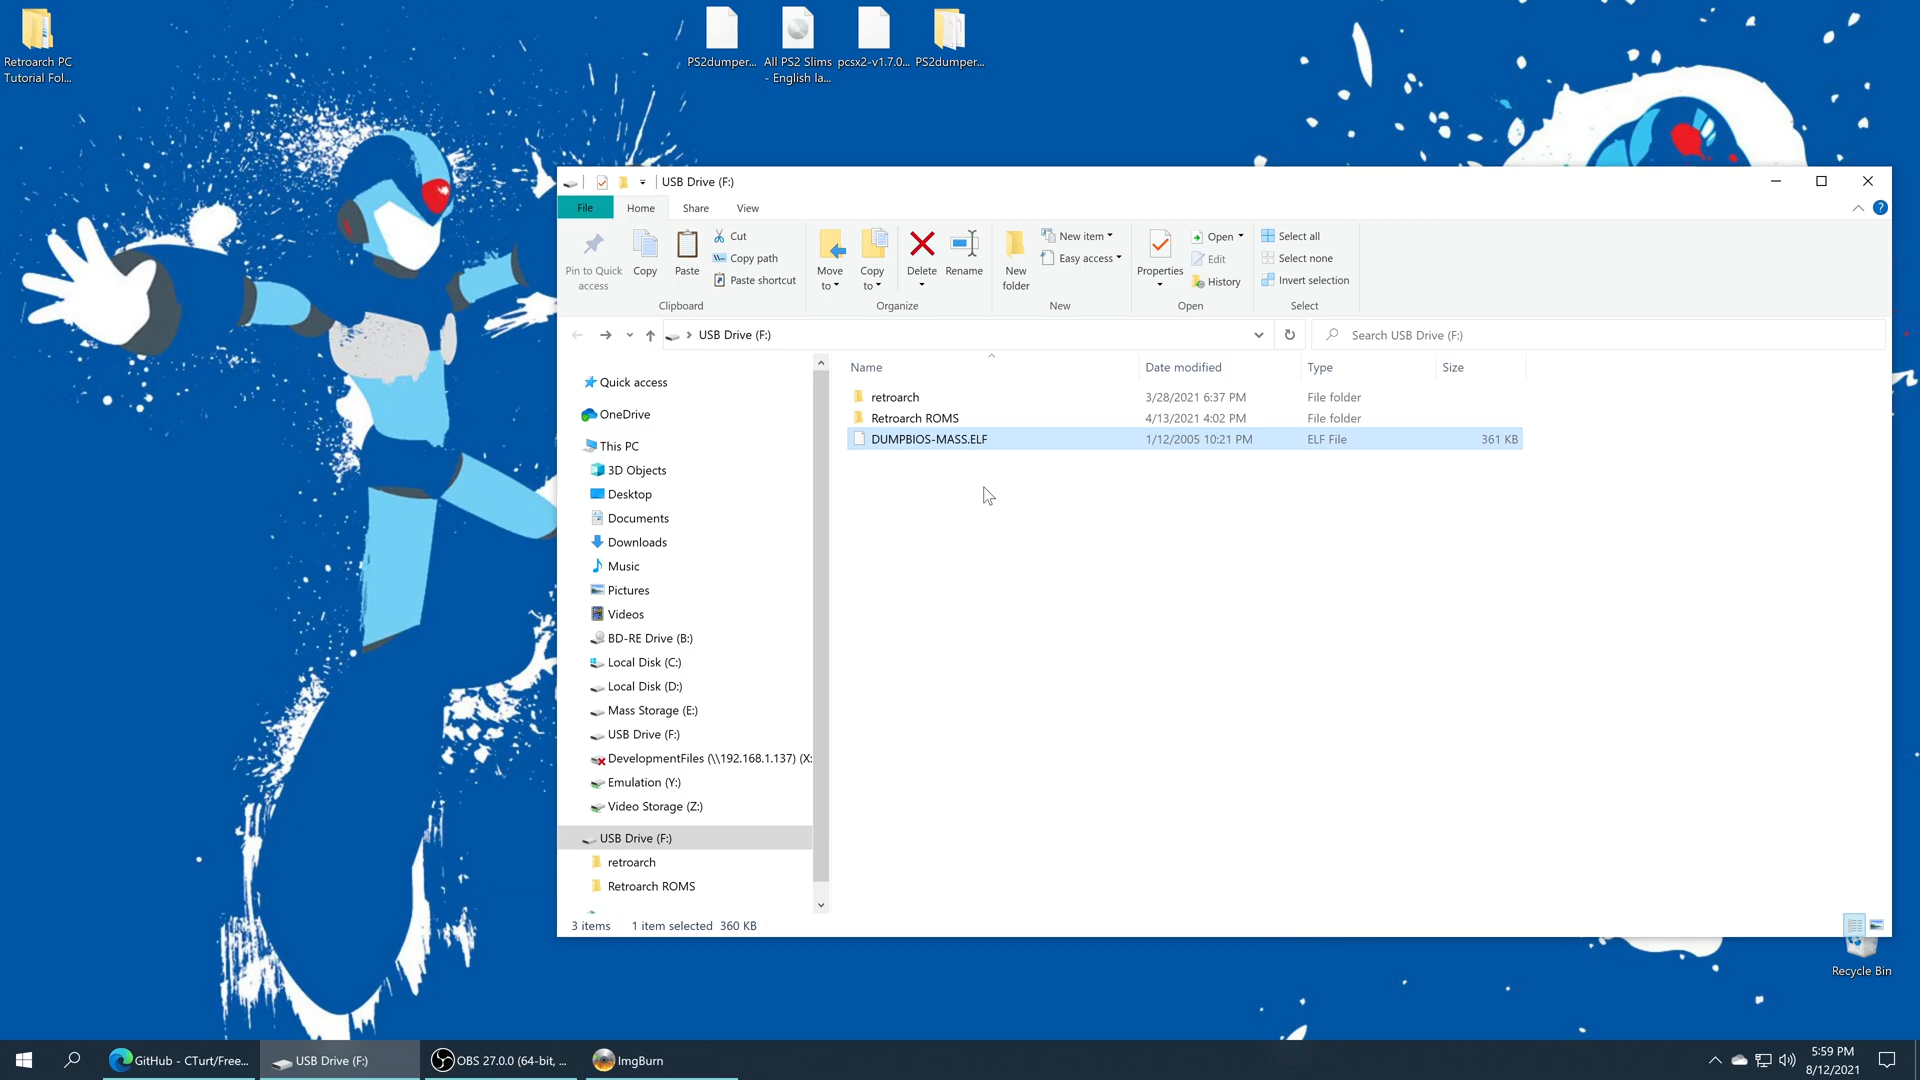 Retroarch PC
Tutorial Fol...
PS2dumper...
All PS2 Slims
- English la...
pcsx2-v1.7.0...
PS2dumper...
USB Drive (F:)
File
Home
Share
View
Pin to Quick
access
Copy
Paste
Cut
Copy path
Paste shortcut
Clipboard
Move
to
Copy
to
Delete
Rename
Organize
New
folder
New item
Easy access
New
Properties
Open
Edit
History
Open
Select all
Select none
Invert selection
Select
USB Drive (F:)
Search USB Drive (F:)
Quick access
OneDrive
This PC
3D Objects
Desktop
Documents
Downloads
Music
Pictures
Videos
BD-RE Drive (B:)
Local Disk (C:)
Local Disk (D:)
Mass Storage (E:)
USB Drive (F:)
DevelopmentFiles (\\192.168.1.137) (X:
Emulation (Y:)
Video Storage (Z:)
USB Drive (F:)
retroarch
Retroarch ROMS
Name Date modified Type Size
retroarch 3/28/2021 6:37 PM File folder
Retroarch ROMS 4/13/2021 4:02 PM File folder
DUMPBIOS-MASS.ELF 1/12/2005 10:21 PM ELF File 361 KB
3 items 1 item selected 360 KB
Recycle Bin
GitHub - CTurt/Free...
USB Drive (F:)
OBS 27.0.0 (64-bit, ...
ImgBurn
5:59 PM
8/12/2021